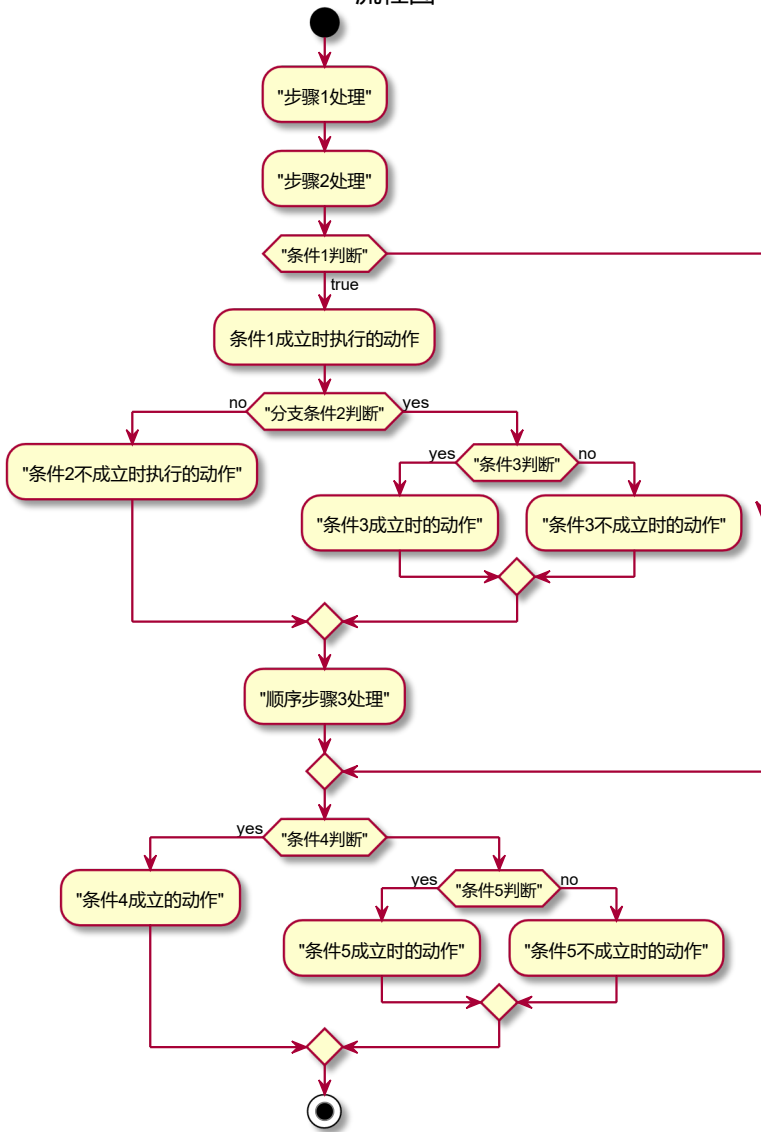 "步骤1处理"
"步骤2处理"
"条件1判断"
true
条件1成立时执行的动作
no
"分支条件2判断"
yes
"条件2不成立时执行的动作"
yes
"条件3判断"
no
"条件3成立时的动作"
"条件3不成立时的动作"
"顺序步骤3处理"
yes
"条件4判断"
"条件4成立的动作"
yes
"条件5判断"
no
"条件5成立时的动作"
"条件5不成立时的动作"